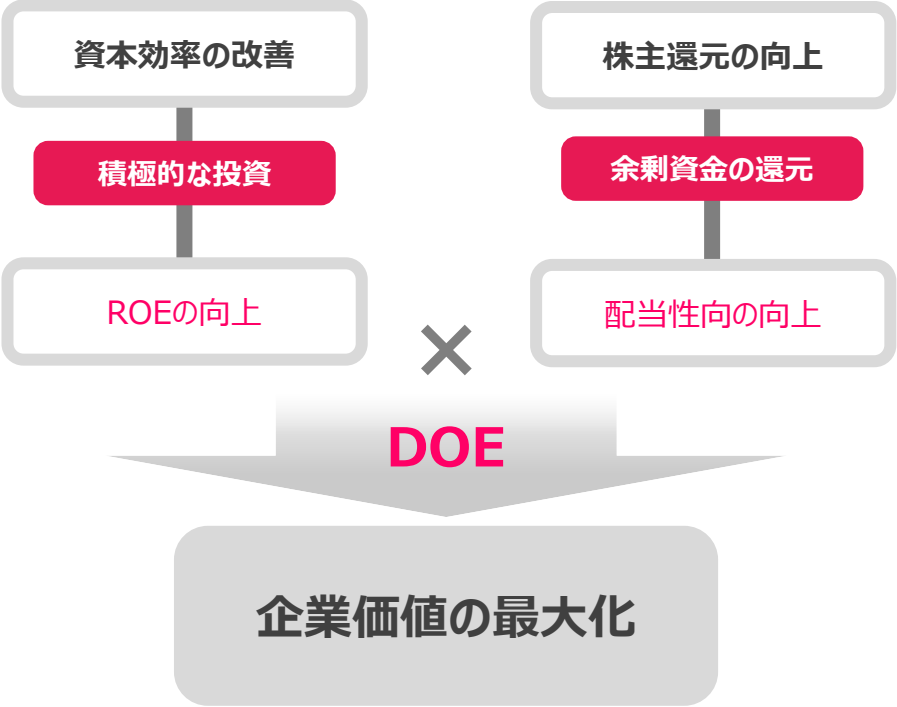 資本効率の改善
株主還元の向上
積極的な投資
余剰資金の還元
ROEの向上
配当性向の向上
×
DOE
企業価値の最大化